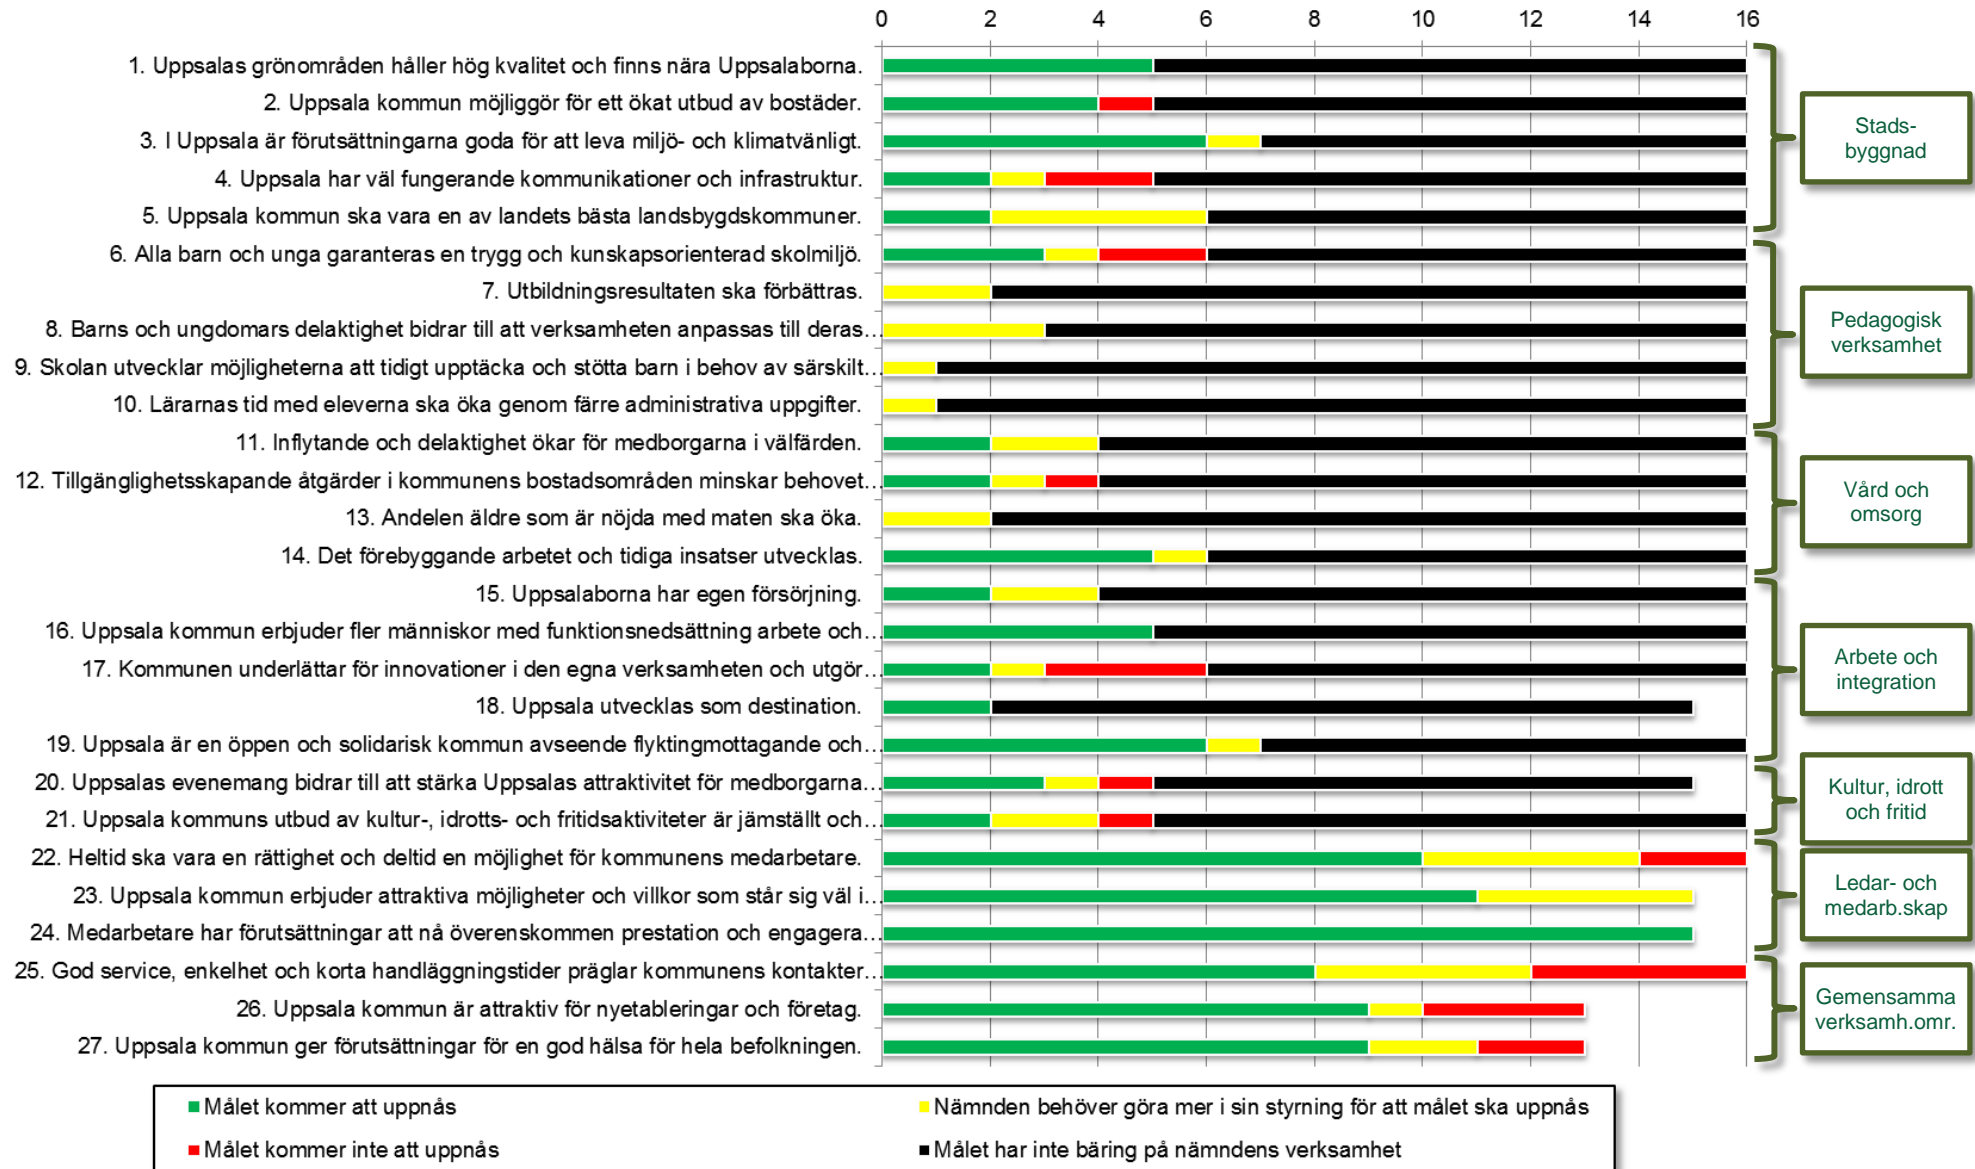 0 2 4 6 8 10 12 14 16
1. Uppsalas grönområden håller hög kvalitet och finns nära Uppsalaborna.
2. Uppsala kommun möjliggör för ett ökat utbud av bostäder.
3. I Uppsala är förutsättningarna goda för att leva miljö- och klimatvänligt.
4. Uppsala har väl fungerande kommunikationer och infrastruktur.
5. Uppsala kommun ska vara en av landets bästa landsbygdskommuner.
6. Alla barn och unga garanteras en trygg och kunskapsorienterad skolmiljö.
7. Utbildningsresultaten ska förbättras.
8. Barns och ungdomars delaktighet bidrar till att verksamheten anpassas till deras...
9. Skolan utvecklar möjligheterna att tidigt upptäcka och stötta barn i behov av särskilt...
10. Lärarnas tid med eleverna ska öka genom färre administrativa uppgifter.
11. Inflytande och delaktighet ökar för medborgarna i välfärden.
12. Tillgänglighetsskapande åtgärder i kommunens bostadsområden minskar behovet...
13. Andelen äldre som är nöjda med maten ska öka.
14. Det förebyggande arbetet och tidiga insatser utvecklas.
15. Uppsalaborna har egen försörjning.
16. Uppsala kommun erbjuder fler människor med funktionsnedsättning arbete och...
17. Kommunen underlättar för innovationer i den egna verksamheten och utgör...
18. Uppsala utvecklas som destination.
19. Uppsala är en öppen och solidarisk kommun avseende flyktingmottagande och...
20. Uppsalas evenemang bidrar till att stärka Uppsalas attraktivitet för medborgarna...
21. Uppsala kommuns utbud av kultur-, idrotts- och fritidsaktiviteter är jämställt och...
22. Heltid ska vara en rättighet och deltid en möjlighet för kommunens medarbetare.
23. Uppsala kommun erbjuder attraktiva möjligheter och villkor som står sig väl i...
24. Medarbetare har förutsättningar att nå överenskommen prestation och engagera...
25. God service, enkelhet och korta handläggningstider präglar kommunens kontakter...
26. Uppsala kommun är attraktiv för nyetableringar och företag.
27. Uppsala kommun ger förutsättningar för en god hälsa för hela befolkningen.
Stads-
byggnad
Pedagogisk
verksamhet
Vård och
omsorg
Arbete och
integration
Kultur, idrott
och fritid
Ledar- och
medarb.skap
Gemensamma
verksamh.omr.
Målet kommer att uppnås
Nämnden behöver göra mer i sin styrning för att målet ska uppnås
Målet kommer inte att uppnås
Målet har inte bäring på nämndens verksamhet